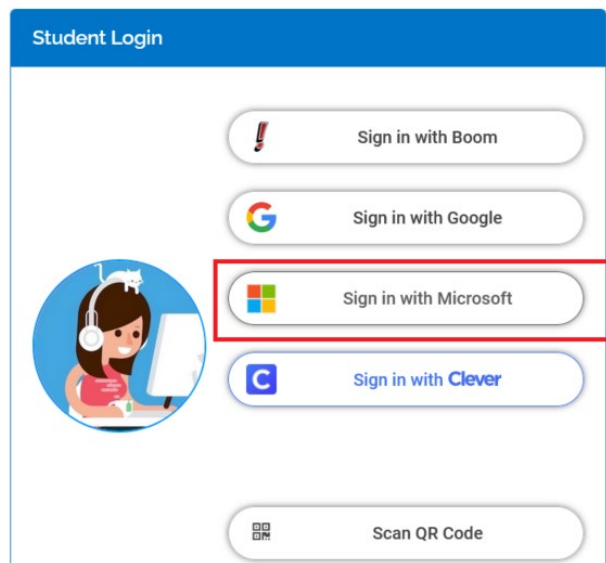 Student Login
Sign in with Boom
Sign in with Google
Sign in with Microsoft
Sign in with Clever
Scan QR Code